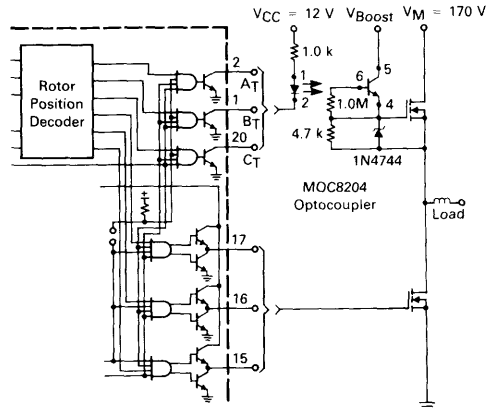 VCC = 12 V
VBoost
VM = 170 V
1.0 k
Rotor
Position
Decoder
2
AT
1
BT
20
CT
1
2
6
5
4
1.0M
4.7 k
1N4744
MOC8204
Optocoupler
Load
17
16
15